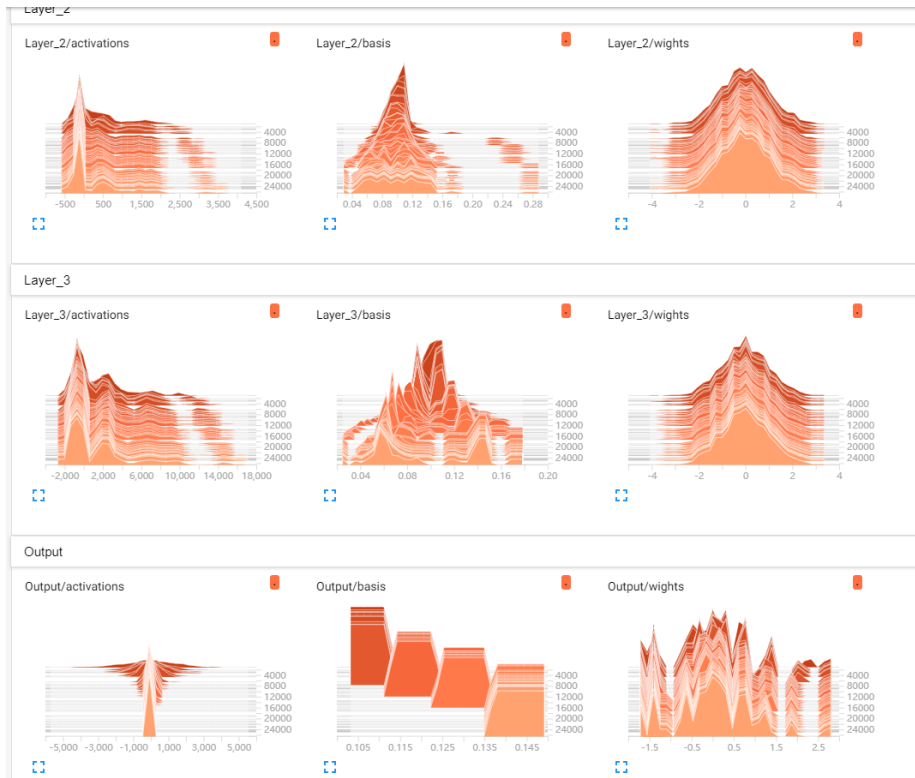 Layer_2
Layer_2/activations
Layer_2/basis
Layer_2/wights
4000
8000
12000
16000
20000
24000
-500 500 1,500 2,500 3,500 4,500
4000
8000
12000
16000
20000
24000
0.04 0.08 0.12 0.16 0.20 0.24 0.28
4000
8000
12000
16000
20000
24000
-4 -2 0 2 4
Layer_3
Layer_3/activations
Layer_3/basis
Layer_3/wights
4000
8000
12000
16000
20000
24000
-2,000 2,000 6,000 10,000 14,000 18,000
4000
8000
12000
16000
20000
24000
0.04 0.08 0.12 0.16 0.20
4000
8000
12000
16000
20000
24000
-4 -2 0 2 4
Output
Output/activations
Output/basis
Output/wights
4000
8000
12000
16000
20000
24000
-5,000 -3,000 -1,000 1,000 3,000 5,000
4000
8000
12000
16000
20000
24000
0.105 0.115 0.125 0.135 0.145
4000
8000
12000
16000
20000
24000
-1.5 -0.5 0.5 1.5 2.5